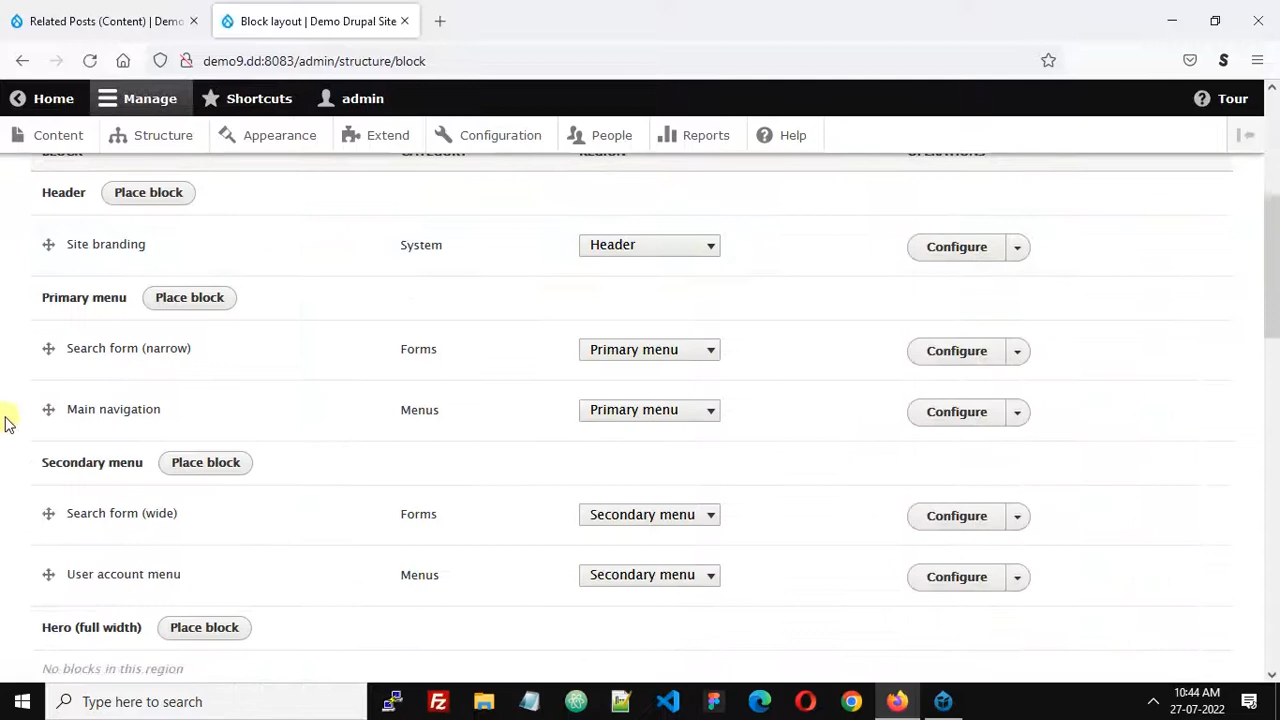 Related Posts (Content) | Demo
Block layout | Demo Drupal Site
demo9.dd:8083/admin/structure/block
Home Manage Shortcuts admin Tour
Content Structure Appearance Extend Configuration People Reports Help
BLOCK CATEGORY REGION OPERATIONS
Header Place block
Site branding System Header Configure
Primary menu Place block
Search form (narrow) Forms Primary menu Configure
Main navigation Menus Primary menu Configure
Secondary menu Place block
Search form (wide) Forms Secondary menu Configure
User account menu Menus Secondary menu Configure
Hero (full width) Place block
No blocks in this region
Type here to search
10:44 AM
27-07-2022